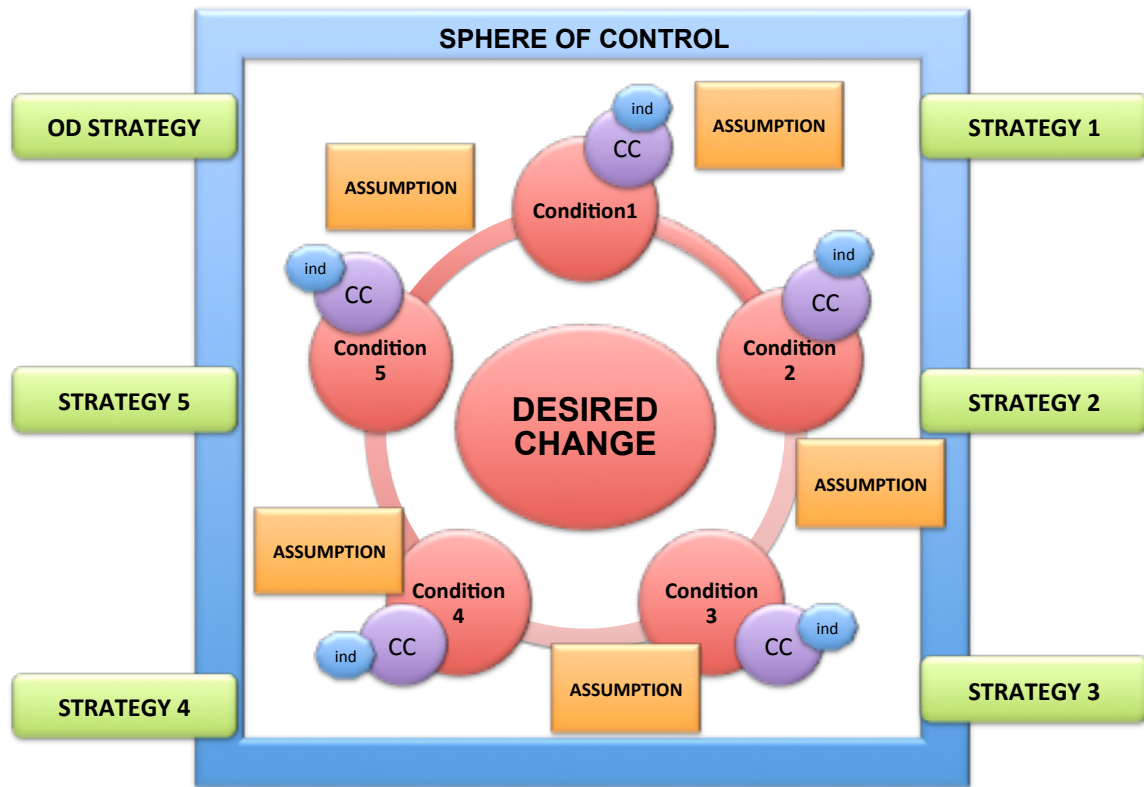 SPHERE OF CONTROL
OD STRATEGY
STRATEGY 1
ind
CC
ASSUMPTION
ASSUMPTION
Condition1
ind
CC
Condition
5
ind
CC
Condition
2
STRATEGY 5
STRATEGY 2
DESIRED
CHANGE
ASSUMPTION
ASSUMPTION
Condition
4
CC
ind
Condition
3
CC
ind
ASSUMPTION
STRATEGY 4
STRATEGY 3